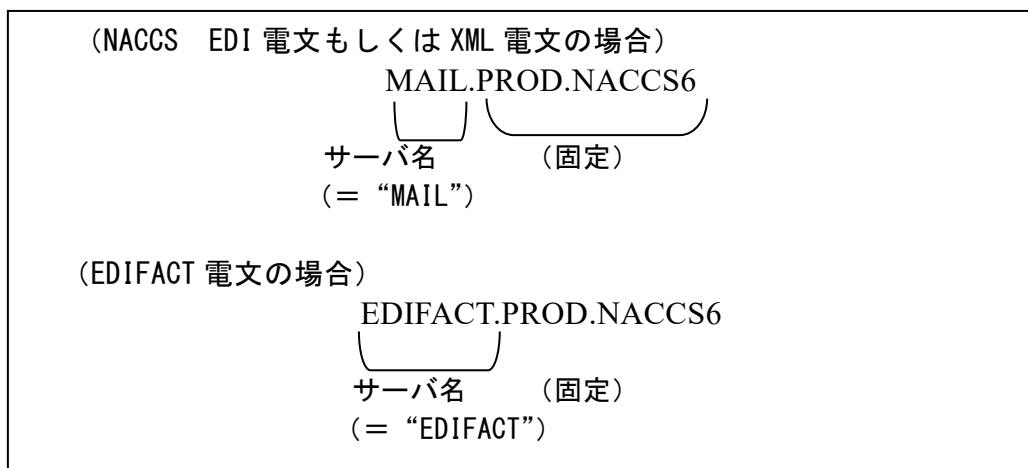 （NACCS　EDI 電文もしくは XML 電文の場合）
MAIL.PROD.NACCS6
サーバ名　　　（固定）
（＝ “MAIL”）
（EDIFACT 電文の場合）
EDIFACT.PROD.NACCS6
サーバ名　　　（固定）
（＝ “EDIFACT”）